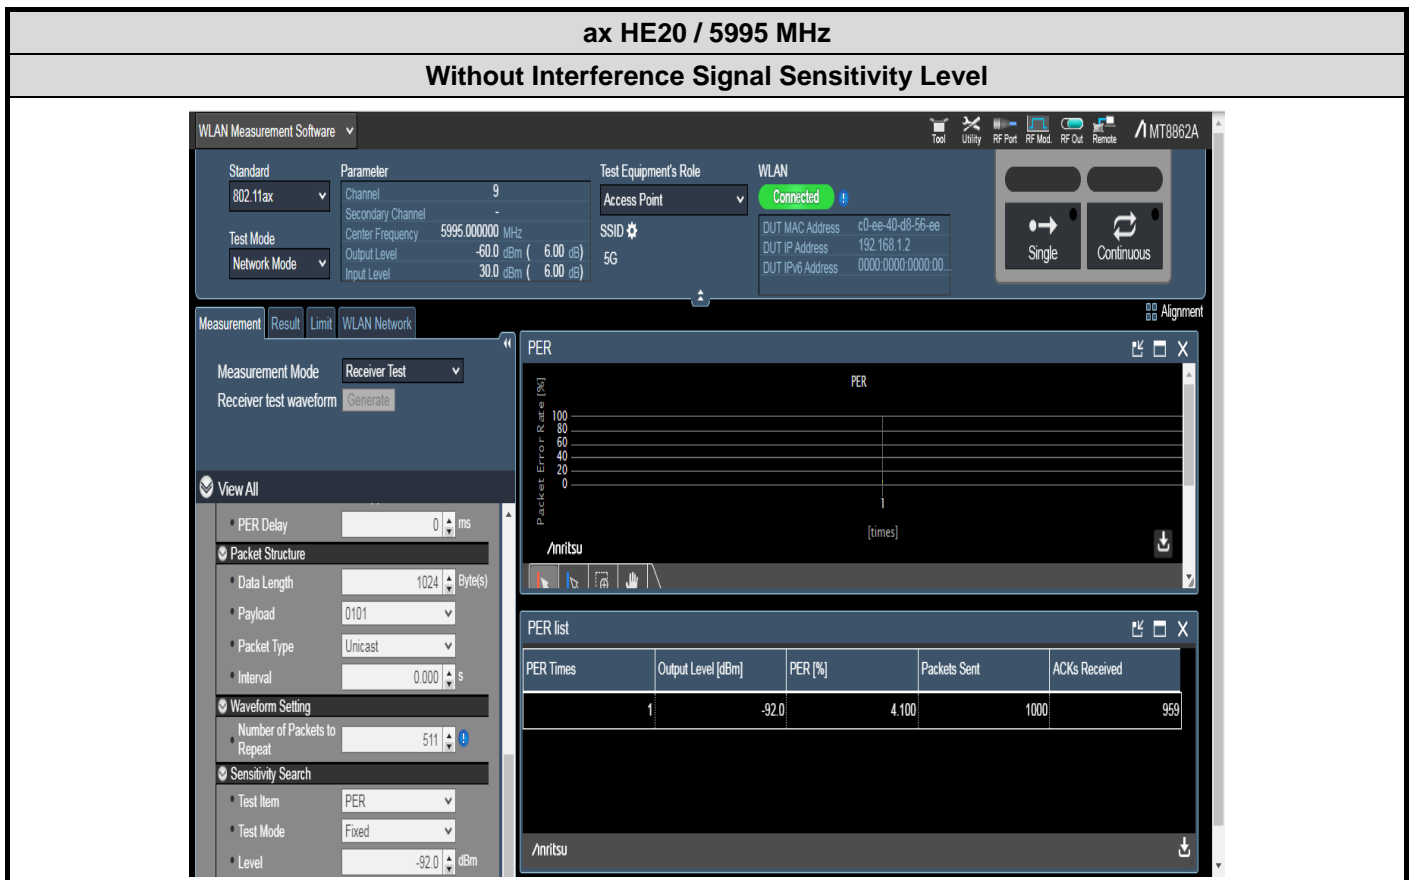 ax HE20 / 5995 MHz
Without Interference Signal Sensitivity Level
WLAN Measurement Software
Tool Utility RF Port RF Mod. RF Out Remote MT8862A
Standard
802.11ax
Test Mode
Network Mode
Parameter
Channel 9
Secondary Channel -
Center Frequency 5995.000000 MHz
Output Level -60.0 dBm ( 6.00 dB)
Input Level 30.0 dBm ( 6.00 dB)
Test Equipment's Role
Access Point
SSID
5G
WLAN
Connected
DUT MAC Address c0-ee-40-d8-56-ee
DUT IP Address 192.168.1.2
DUT IPv6 Address 0000:0000:0000:00...
Single Continuous
Alignment
Measurement Result Limit WLAN Network
Measurement Mode Receiver Test
Receiver test waveform Generate
View All
PER Delay 0 ms
Packet Structure
Data Length 1024 Byte(s)
Payload 0101
Packet Type Unicast
Interval 0.000 s
Waveform Setting
Number of Packets to Repeat 511
Sensitivity Search
Test Item PER
Test Mode Fixed
Level -92.0 dBm
PER
PER
Packet Error Rate [%]
100
80
60
40
20
0
1
[times]
Anritsu
PER list
PER Times Output Level [dBm] PER [%] Packets Sent ACKs Received
1 -92.0 4.100 1000 959
Anritsu